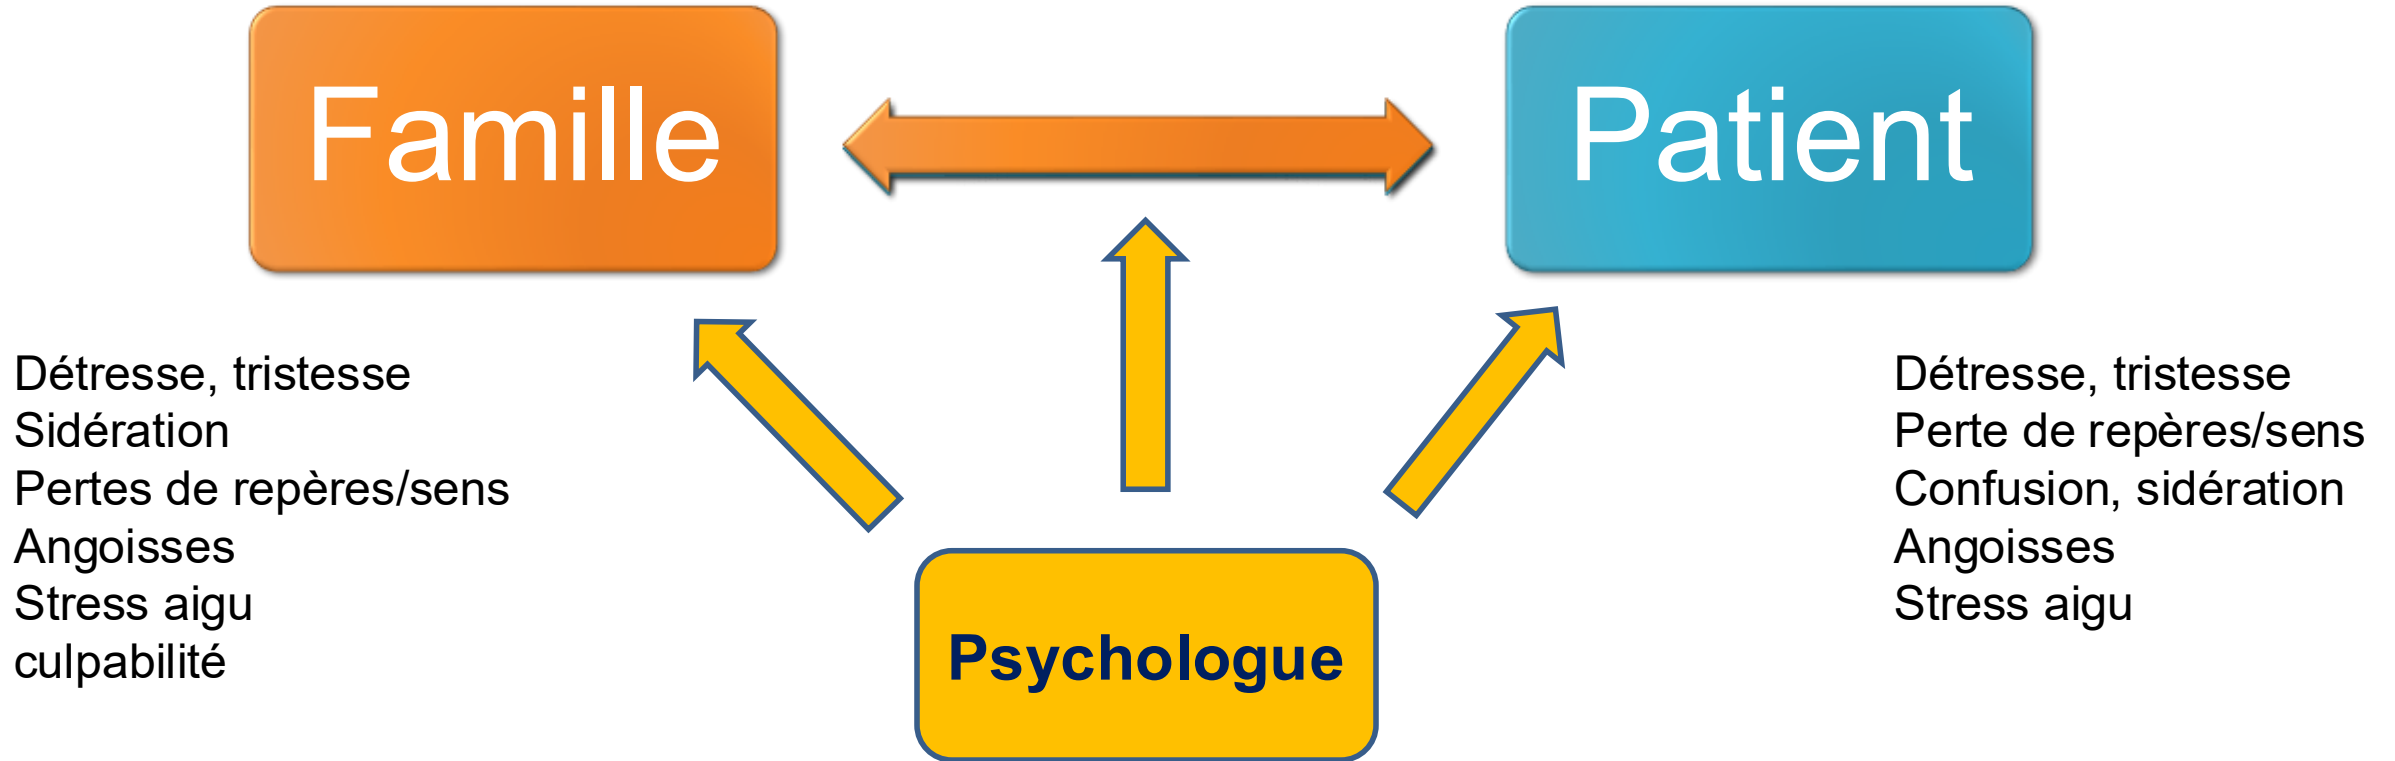 Famille
Patient
Détresse, tristesse
Sidération
Pertes de repères/sens
Angoisses
Stress aigu
culpabilité
Psychologue
Détresse, tristesse
Perte de repères/sens
Confusion, sidération
Angoisses
Stress aigu